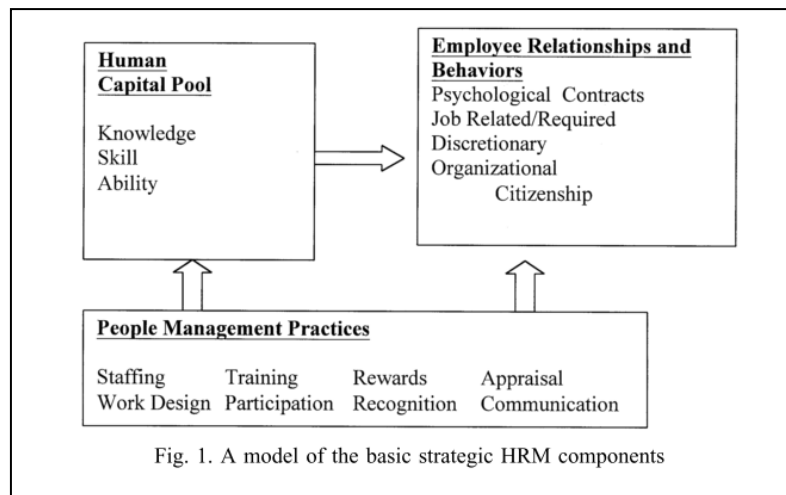 Human
Capital Pool
Knowledge
Skill
Ability
Employee Relationships and
Behaviors
Psychological Contracts
Job Related/Required
Discretionary
Organizational
Citizenship
People Management Practices
Staffing Training Rewards Appraisal
Work Design Participation Recognition Communication
Fig. 1. A model of the basic strategic HRM components